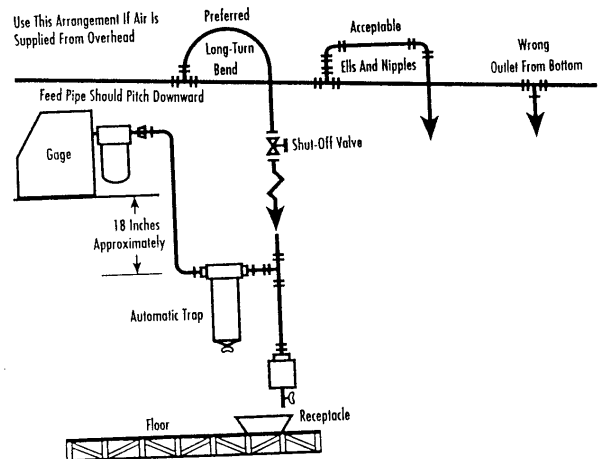 Use This Arrangement If Air Is
Supplied From Overhead
Preferred
Long-Turn
Bend
Acceptable
Ells And Nipples
Wrong
Outlet From Bottom
Feed Pipe Should Pitch Downward
Gage
Shut-Off Valve
18 Inches
Approximately
Automatic Trap
Floor
Receptacle